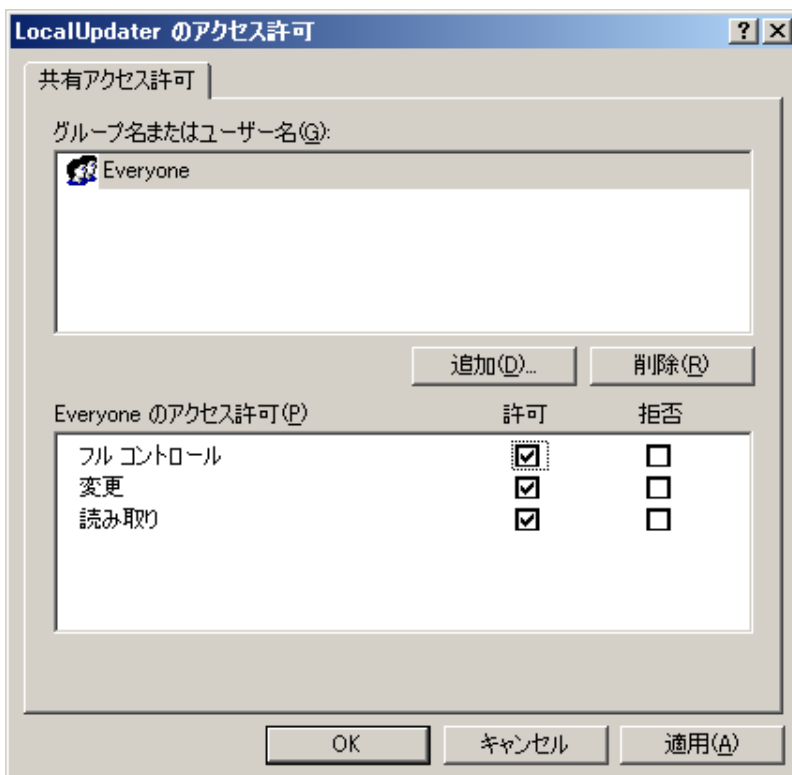 LocalUpdater のアクセス許可
共有アクセス許可
グループ名またはユーザー名(G):
Everyone
追加(D)... 削除(R)
Everyone のアクセス許可(P) 許可 拒否
フル コントロール
変更
読み取り
OK キャンセル 適用(A)